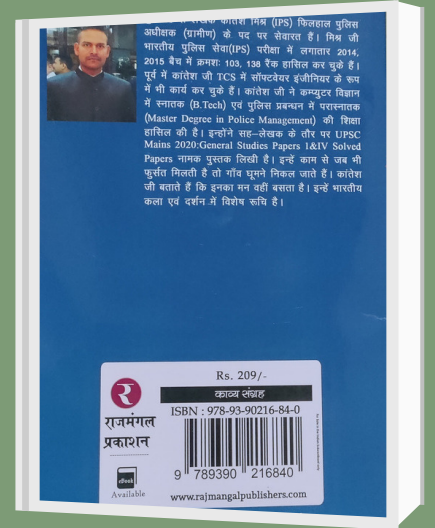 लेखक कांतेश मिश्र (IPS) फिलहाल पुलिस
अधीक्षक (ग्रामीण) के पद पर सेवारत हैं। मिश्र जी
भारतीय पुलिस सेवा(IPS) परीक्षा में लगातार 2014,
2015 बैच में क्रमशः 103, 138 रैंक हासिल कर चुके हैं।
पूर्व में कांतेश जी TCS में सॉफ्टवेयर इंजीनियर के रूप
में भी कार्य कर चुके हैं। कांतेश जी ने कम्प्युटर विज्ञान
में स्नातक (B.Tech) एवं पुलिस प्रबन्धन में परास्नातक
(Master Degree in Police Management) की शिक्षा
हासिल की है। इन्होंने सह–लेखक के तौर पर UPSC
Mains 2020:General Studies Papers 1&IV Solved
Papers नामक पुस्तक लिखी है। इन्हें काम से जब भी
फुर्सत मिलती है तो गाँव घूमने निकल जाते हैं। कांतेश
जी बताते हैं कि इनका मन वहीं बसता है। इन्हें भारतीय
कला एवं दर्शन में विशेष रूचि है।
Rs. 209/-
काव्य संग्रह
ISBN : 978-93-90216-84-0
राजमंगल
प्रकाशन
eBook
Available
9 789390 216840
www.rajmangalpublishers.com